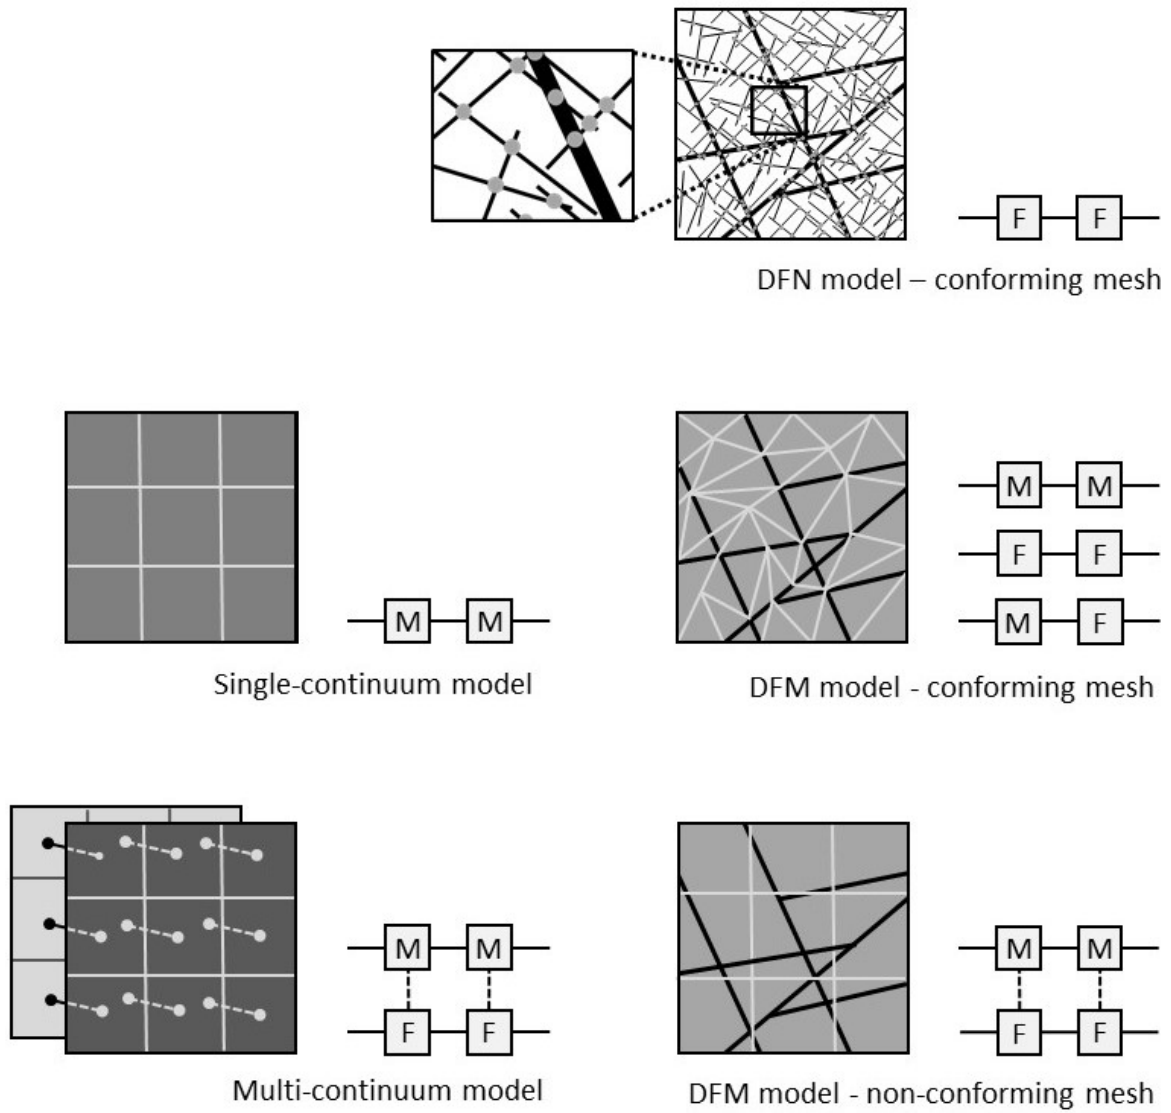 F F
DFN model – conforming mesh
M M
F F
M M
M F
Single-continuum model
DFM model - conforming mesh
M M
M M
F F
F F
Multi-continuum model
DFM model - non-conforming mesh